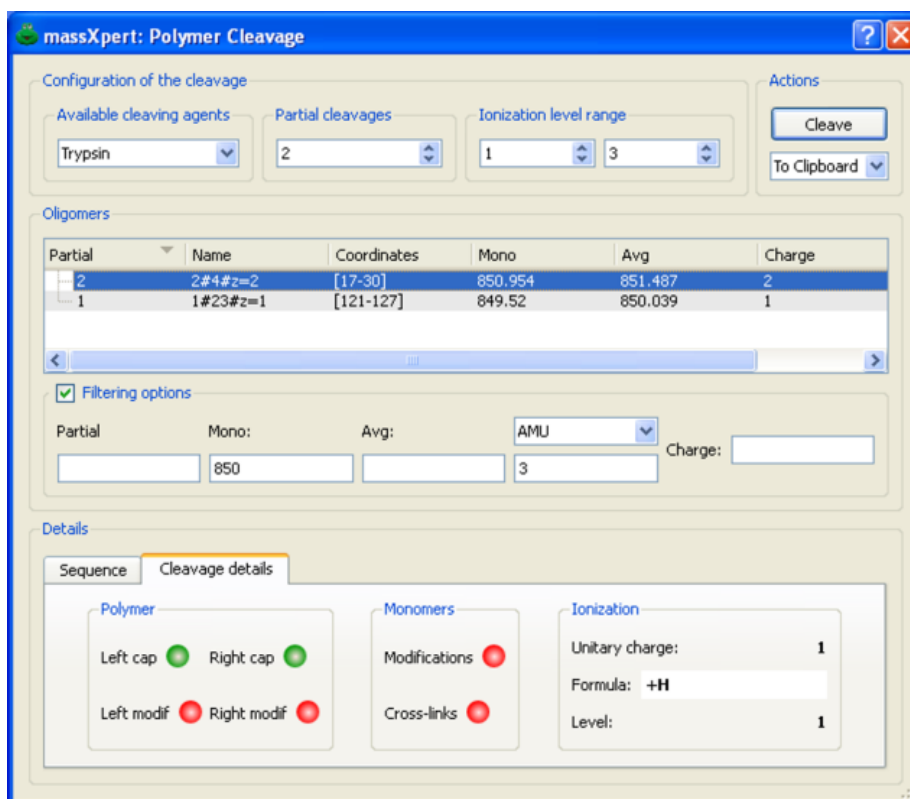 massXpert: Polymer Cleavage
Configuration of the cleavage
Actions
Available cleaving agents
Partial cleavages
Ionization level range
Cleave
Trypsin
2
1
3
To Clipboard
Oligomers
Partial Name Coordinates Mono Avg Charge
2 2#4#z=2 [17-30] 850.954 851.487 2
1 1#23#z=1 [121-127] 849.52 850.039 1
Filtering options
Partial Mono: Avg: AMU
Charge:
850 3
Details
Sequence Cleavage details
Polymer
Monomers
Ionization
Left cap Right cap
Modifications
Unitary charge: 1
Formula: +H
Left modif Right modif
Cross-links
Level: 1